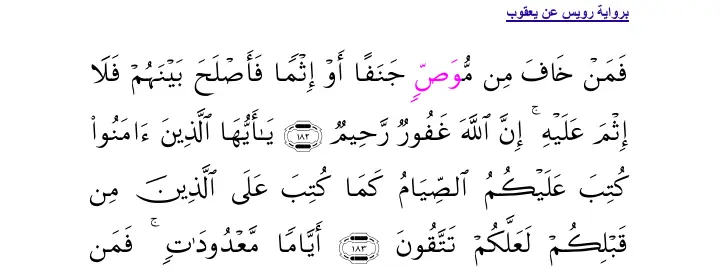 برواية رويس عن يعقوب
فَمَنْ خَافَ مِن مُّوَصّٖ جَنَفًا أَوْ إِثْمًا فَأَصْلَحَ بَيْنَهُمْ فَلَا
إِثْمَ عَلَيْهِ ۚ إِنَّ ٱللَّهَ غَفُورٌ رَّحِيمٌ ١٨٢ يَـٰٓأَيُّهَا ٱلَّذِينَ ءَامَنُوا۟
كُتِبَ عَلَيْكُمُ ٱلصِّيَامُ كَمَا كُتِبَ عَلَى ٱلَّذِينَ مِن
قَبْلِكُمْ لَعَلَّكُمْ تَتَّقُونَ ١٨٣ أَيَّامًا مَّعْدُودَٰتٍ ۚ فَمَن